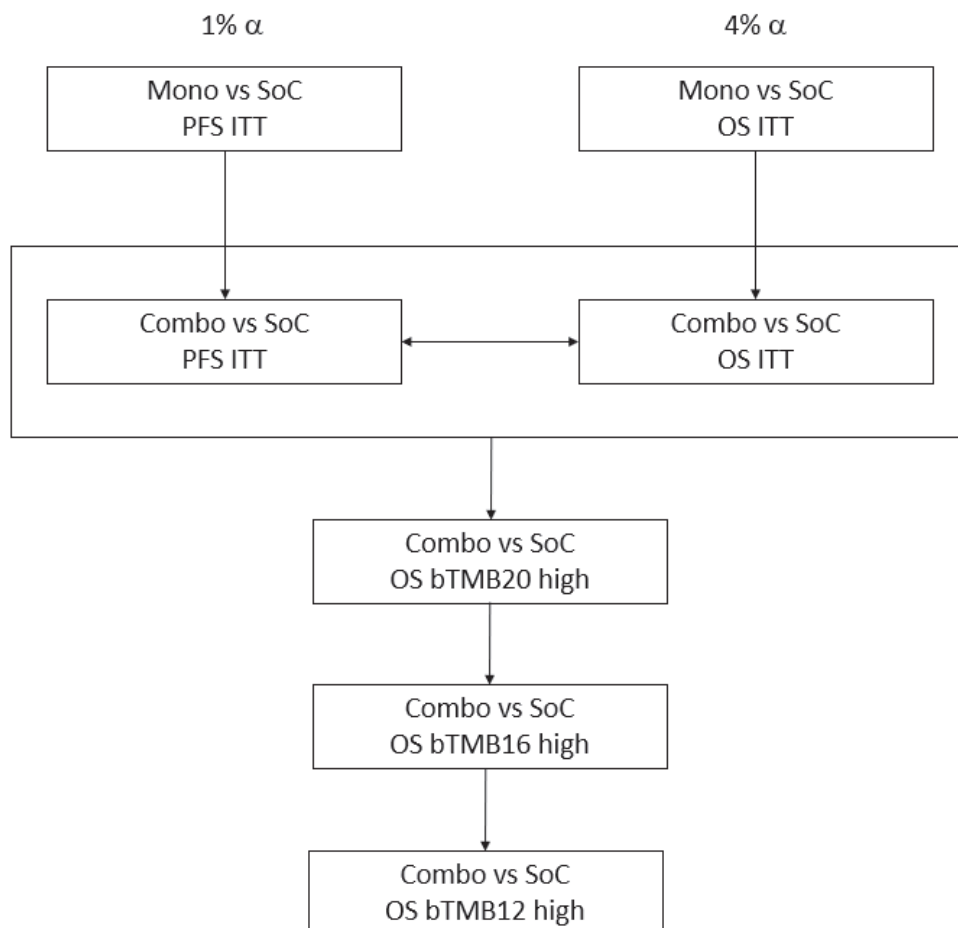 1% α
4% α
Mono vs SoC
PFS ITT
Mono vs SoC
OS ITT
Combo vs SoC
PFS ITT
Combo vs SoC
OS ITT
Combo vs SoC
OS bTMB20 high
Combo vs SoC
OS bTMB16 high
Combo vs SoC
OS bTMB12 high